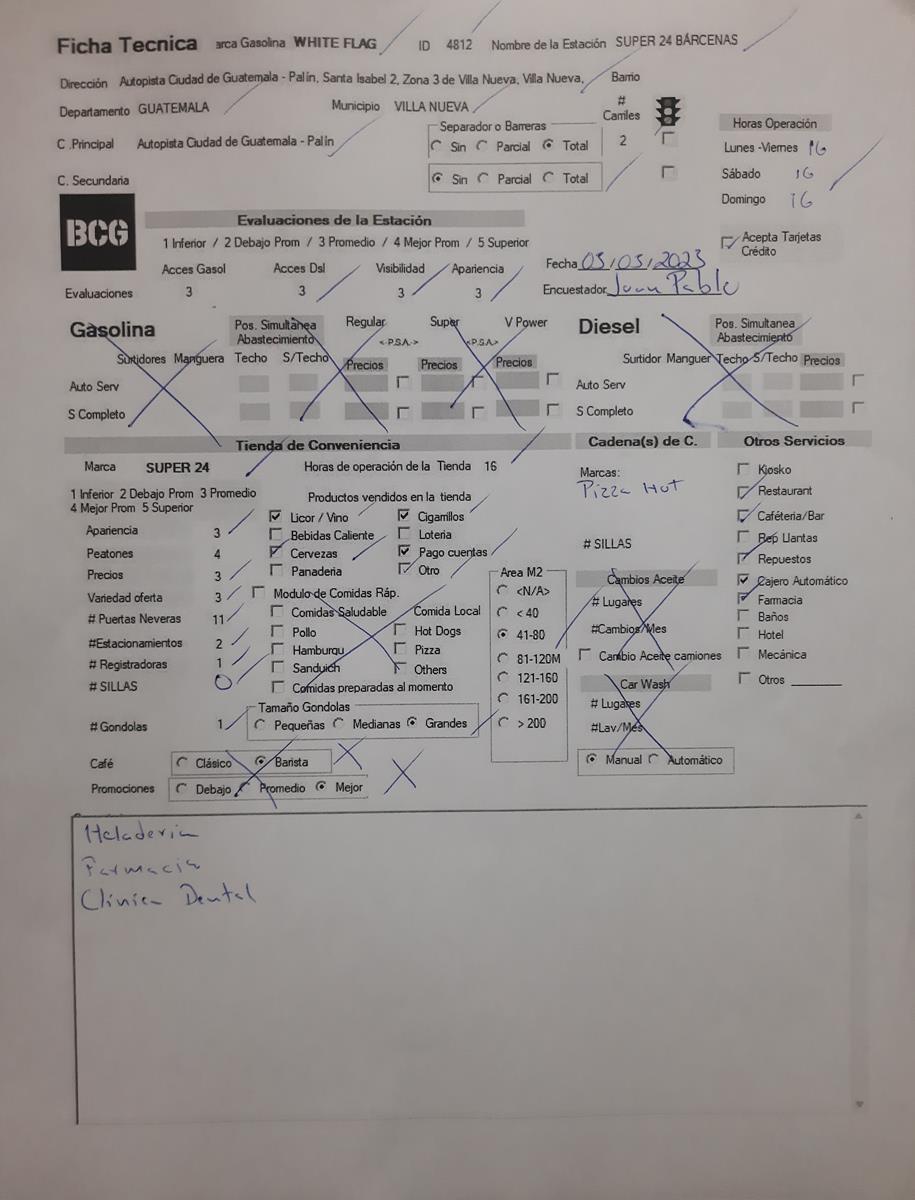 Ficha Tecnica arca Gasolina WHITE FLAG ID 4812 Nombre de la Estación SUPER 24 BÁRCENAS
Dirección Autopista Ciudad de Guatemala - Palín, Santa Isabel 2, Zona 3 de Villa Nueva, Villa Nueva, Barrio
Departamento GUATEMALA Municipio VILLA NUEVA # Carriles
Separador o Barreras Horas Operación
C .Principal Autopista Ciudad de Guatemala - Palín Sin Parcial Total 2 Lunes -Viernes 16
Sábado 16
C. Secundaria Sin Parcial Total
Domingo 16
BCG
Evaluaciones de la Estación
1 Inferior / 2 Debajo Prom / 3 Promedio / 4 Mejor Prom / 5 Superior
Acepta Tarjetas Crédito
Acces Gasol Acces Dsl Visibilidad Apariencia
Fecha 03/03/2023
Evaluaciones 3 3 3 3
Encuestador Juan Pablo
Gasolina Pos. Simultánea Abastecimiento Regular Super V Power Diesel Pos. Simultanea Abastecimiento
<-P.S.A.-> <P.S.A>
Surtidores Manguera Techo S/Techo Precios Precios Precios Surtidor Manguer Techo S/Techo Precios
Auto Serv Auto Serv
S Completo S Completo
Tienda de Conveniencia Cadena(s) de C. Otros Servicios
Marca SUPER 24 Horas de operación de la Tienda 16 Marcas: Kiosko
1 Inferior 2 Debajo Prom 3 Promedio Pizza Hut Restaurant
4 Mejor Prom 5 Superior Productos vendidos en la tienda
Apariencia 3 Licor / Vino Cigarrillos Caféteria/Bar
Bebidas Caliente Loteria Rep Llantas
Peatones 4 Cervezas Pago cuentas # SILLAS Repuestos
Precios 3 Panaderia Otro Area M2 Cambios Aceite Cajero Automático
Variedad oferta 3 Modulo de Comidas Ráp. <N/A> # Lugares Farmacia
# Puertas Neveras 11 Comidas Saludable Comida Local < 40 Baños
#Estacionamientos 2 Pollo Hot Dogs 41-80 #Cambios/Mes Hotel
# Registradoras 1 Hamburqu Pizza 81-120M Cambio Aceite camiones Mecánica
# SILLAS 0 Sanduich Others 121-160 Car Wash Otros
Comidas preparadas al momento 161-200 # Lugares
# Gondolas 1 Tamaño Gondolas
Pequeñas Medianas Grandes > 200 #Lav/Mes
Café Clásico Barista Manual Automático
Promociones Debajo Promedio Mejor
Heladeria
Farmacia
Clínica Dental